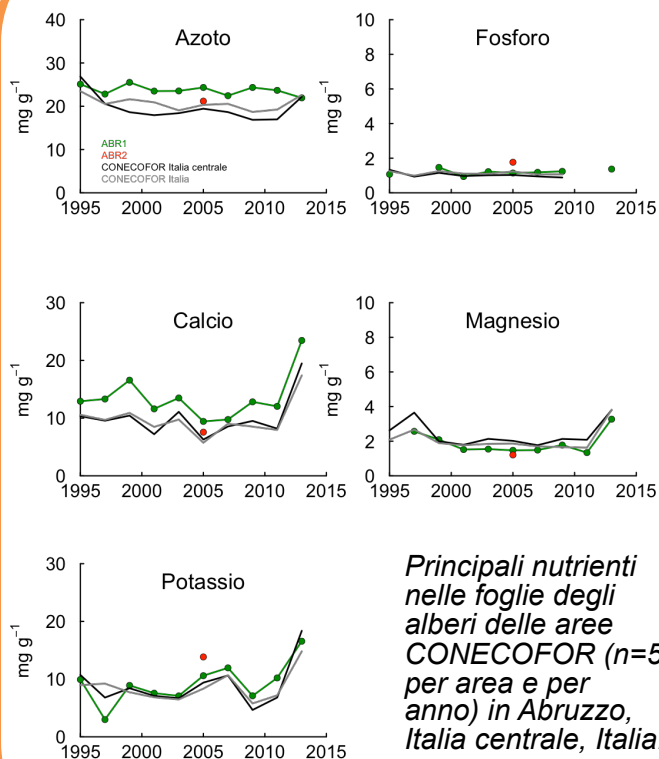 Azoto
mg g⁻¹
40
30
20
10
0
ABR1
ABR2
CONECOFOR Italia centrale
CONECOFOR Italia
1995 2000 2005 2010 2015
Fosforo
mg g⁻¹
10
8
6
4
2
0
1995 2000 2005 2010 2015
Calcio
mg g⁻¹
30
20
10
0
1995 2000 2005 2010 2015
Magnesio
mg g⁻¹
10
8
6
4
2
0
1995 2000 2005 2010 2015
Potassio
mg g⁻¹
30
20
10
0
1995 2000 2005 2010 2015
Principali nutrienti
nelle foglie degli
alberi delle aree
CONECOFOR (n=5
per area e per
anno) in Abruzzo,
Italia centrale, Italia.